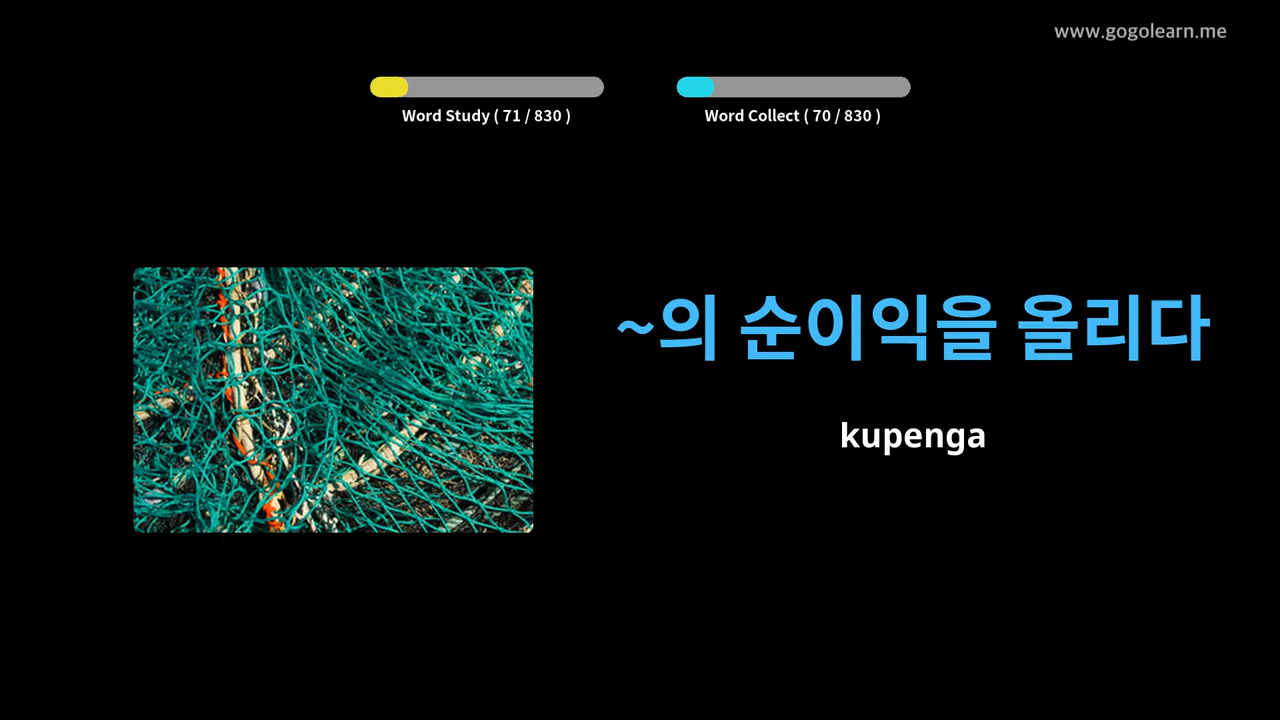 www.gogolearn.me
Word Study ( 71 / 830 )
Word Collect ( 70 / 830 )
~의 순이익을 올리다
kupenga